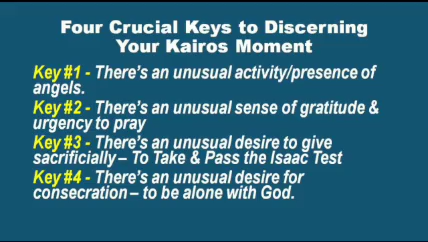 Four Crucial Keys to Discerning
Your Kairos Moment
Key #1 - There's an unusual activity/presence of
angels.
Key #2 - There's an unusual sense of gratitude &
urgency to pray
Key #3 - There's an unusual desire to give
sacrificially – To Take & Pass the Isaac Test
Key #4 - There's an unusual desire for
consecration – to be alone with God.